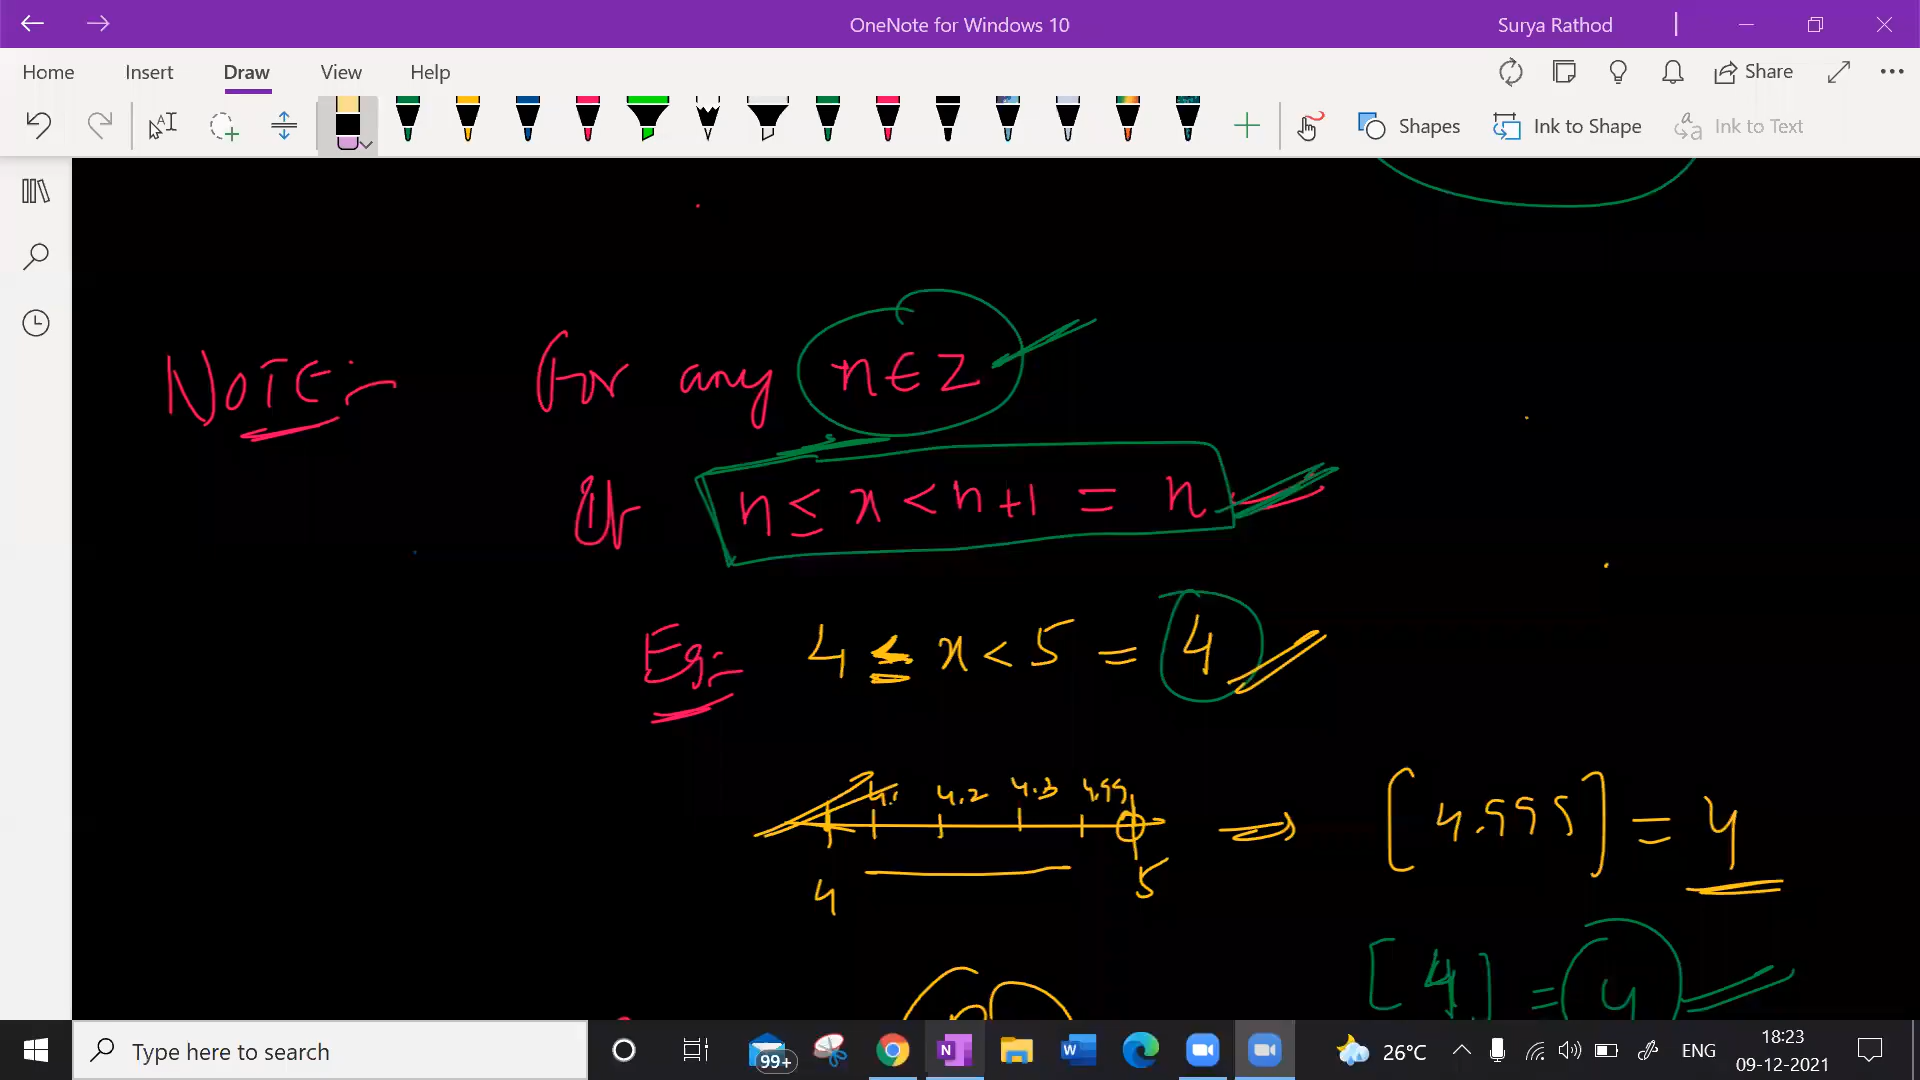 OneNote for Windows 10
Surya Rathod
Home Insert Draw View Help
Share
Shapes Ink to Shape Ink to Text
NOTE:- For any n∈Z
If n ≤ x < n+1 = n
Eg:- 4 ≤ x < 5 = 4
4.1 4.2 4.3 4.99
4 5
⇒ [4.999] = 4
[4] = 4
Type here to search
99+
26°C
ENG
18:23
09-12-2021